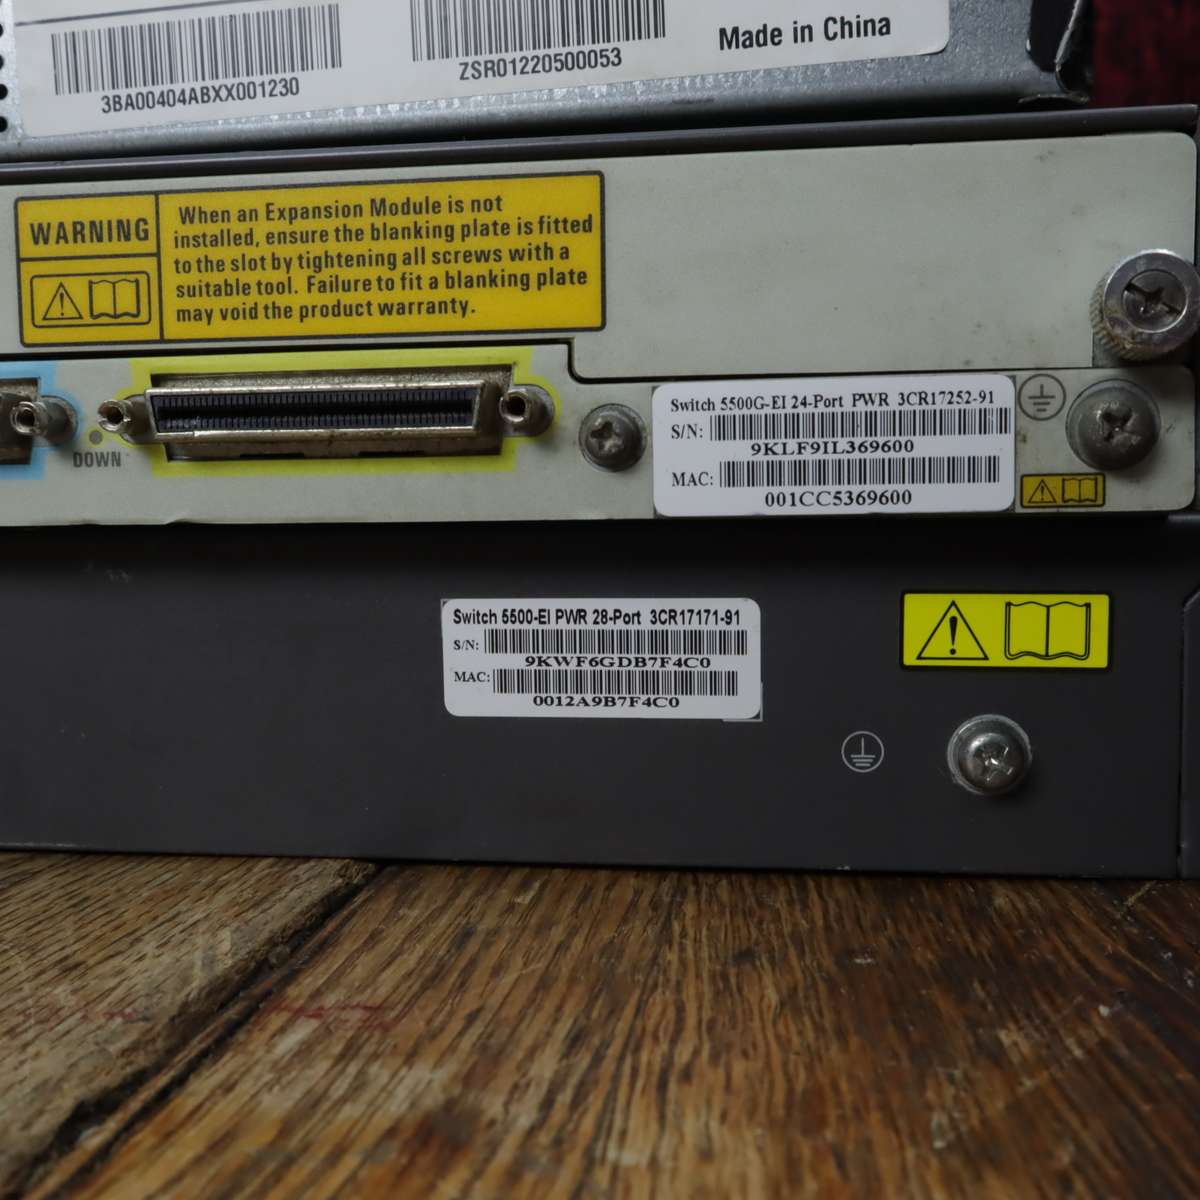 3BA00404ABXX001230
ZSR01220500053
Made in China
WARNING
When an Expansion Module is not
installed, ensure the blanking plate is fitted
to the slot by tightening all screws with a
suitable tool. Failure to fit a blanking plate
may void the product warranty.
DOWN
Switch 5500G-EI 24-Port PWR 3CR17252-91
S/N:
9KLF9IL369600
MAC:
001CC5369600
Switch 5500-EI PWR 28-Port 3CR17171-91
S/N:
9KWF6GDB7F4C0
MAC:
0012A9B7F4C0